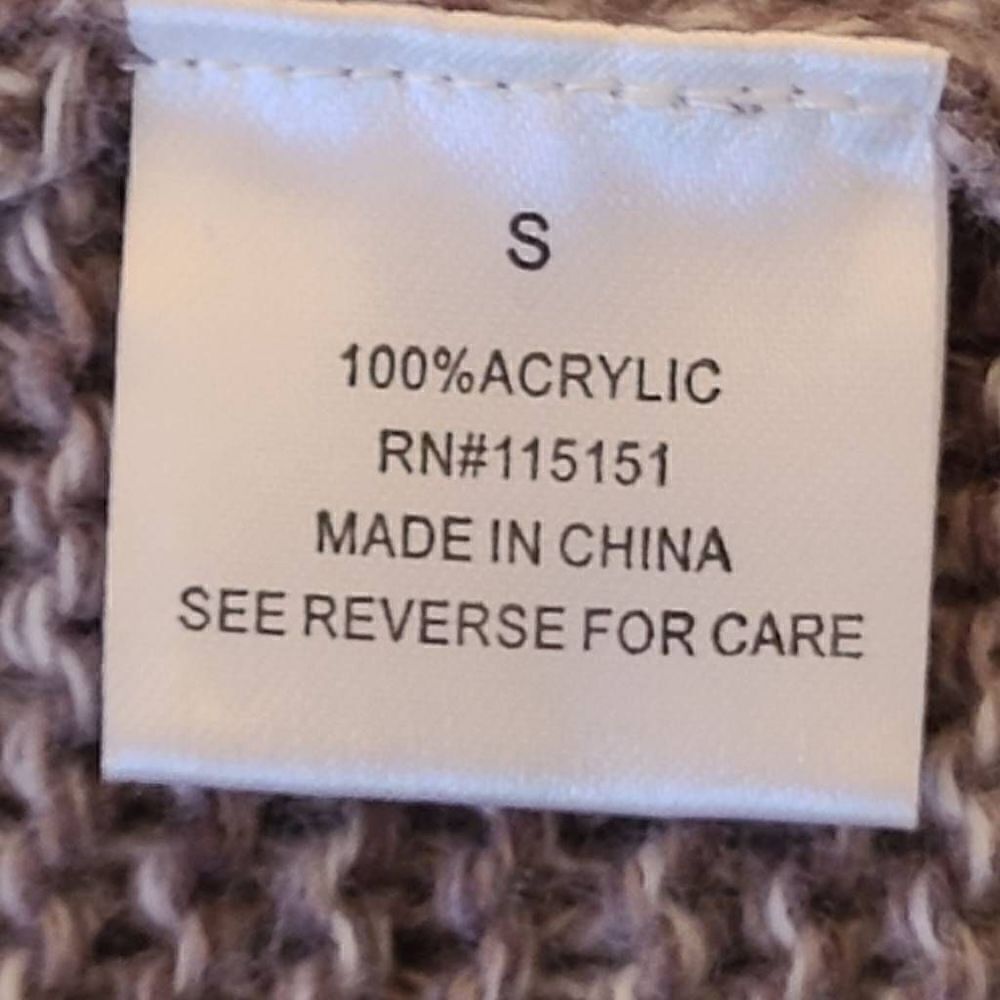 S
100%ACRYLIC
RN#115151
MADE IN CHINA
SEE REVERSE FOR CARE